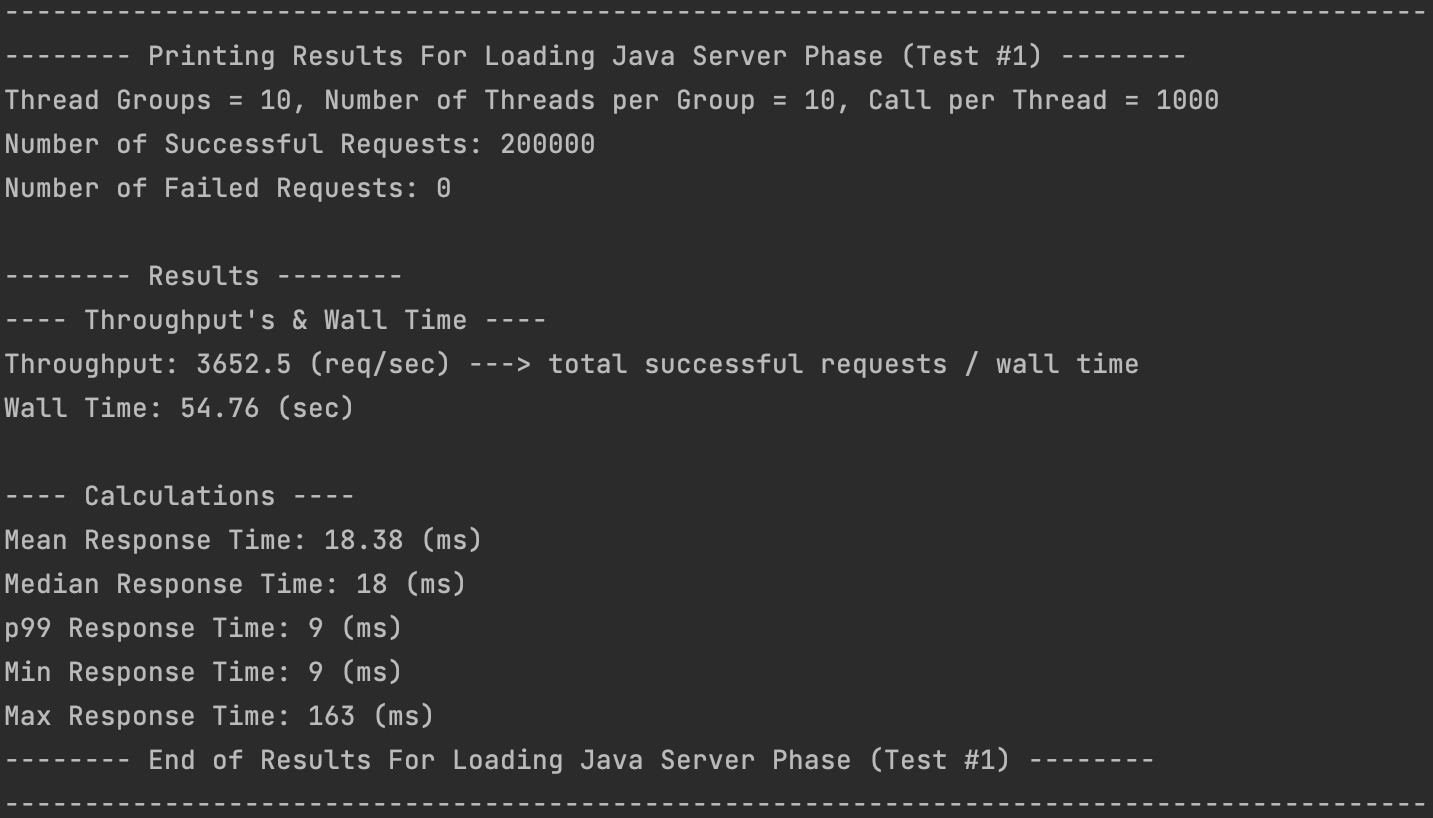 -----------------------------------------------------------------------------------------
-------- Printing Results For Loading Java Server Phase (Test #1) --------
Thread Groups = 10, Number of Threads per Group = 10, Call per Thread = 1000
Number of Successful Requests: 200000
Number of Failed Requests: 0
-------- Results --------
---- Throughput's & Wall Time ----
Throughput: 3652.5 (req/sec) ---> total successful requests / wall time
Wall Time: 54.76 (sec)
---- Calculations ----
Mean Response Time: 18.38 (ms)
Median Response Time: 18 (ms)
p99 Response Time: 9 (ms)
Min Response Time: 9 (ms)
Max Response Time: 163 (ms)
-------- End of Results For Loading Java Server Phase (Test #1) --------
-----------------------------------------------------------------------------------------